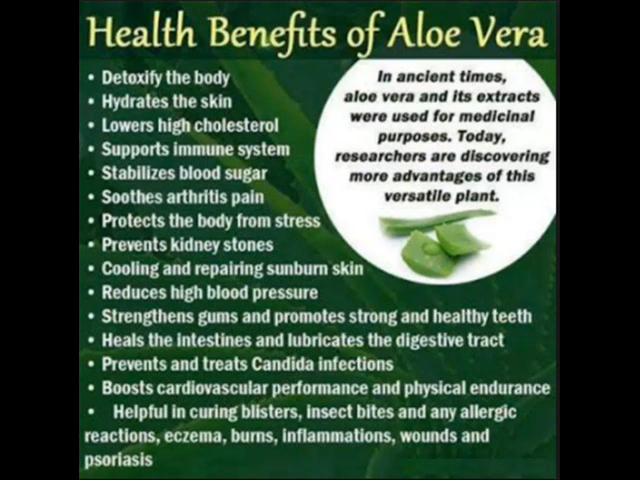 Health Benefits of Aloe Vera
• Detoxify the body
• Hydrates the skin
• Lowers high cholesterol
• Supports immune system
• Stabilizes blood sugar
• Soothes arthritis pain
• Protects the body from stress
• Prevents kidney stones
• Cooling and repairing sunburn skin
• Reduces high blood pressure
• Strengthens gums and promotes strong and healthy teeth
• Heals the intestines and lubricates the digestive tract
• Prevents and treats Candida infections
• Boosts cardiovascular performance and physical endurance
• Helpful in curing blisters, insect bites and any allergic
reactions, eczema, burns, inflammations, wounds and
psoriasis
In ancient times,
aloe vera and its extracts
were used for medicinal
purposes. Today,
researchers are discovering
more advantages of this
versatile plant.